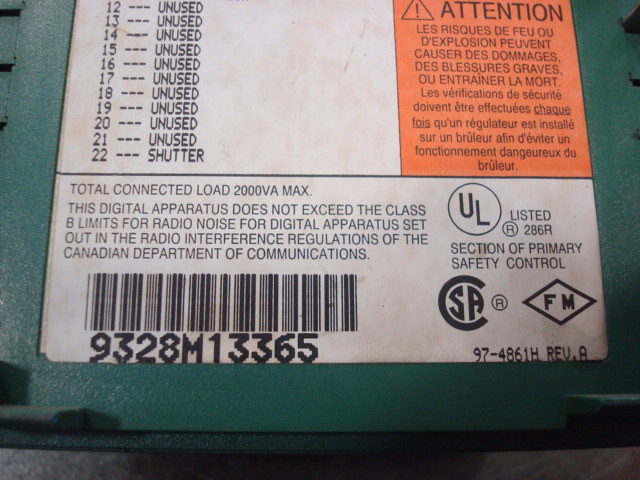 12 --- UNUSED
13 --- UNUSED
14 --- UNUSED
15 --- UNUSED
16 --- UNUSED
17 --- UNUSED
18 --- UNUSED
19 --- UNUSED
20 --- UNUSED
21 --- UNUSED
22 --- SHUTTER
ATTENTION
LES RISQUES DE FEU OU
D'EXPLOSION PEUVENT
CAUSER DES DOMMAGES,
DES BLESSURES GRAVES,
OU ENTRAÎNER LA MORT.
Les vérifications de sécurité
doivent être effectuées chaque
fois qu'un régulateur est installé
sur un brûleur afin d'éviter un
fonctionnement dangeureux du
brûleur.
TOTAL CONNECTED LOAD 2000VA MAX.
THIS DIGITAL APPARATUS DOES NOT EXCEED THE CLASS
B LIMITS FOR RADIO NOISE FOR DIGITAL APPARATUS SET
OUT IN THE RADIO INTERFERENCE REGULATIONS OF THE
CANADIAN DEPARTMENT OF COMMUNICATIONS.
UL ® LISTED
286R
SECTION OF PRIMARY
SAFETY CONTROL
CSA ® FM
9328M13365
97-4861H REV.A